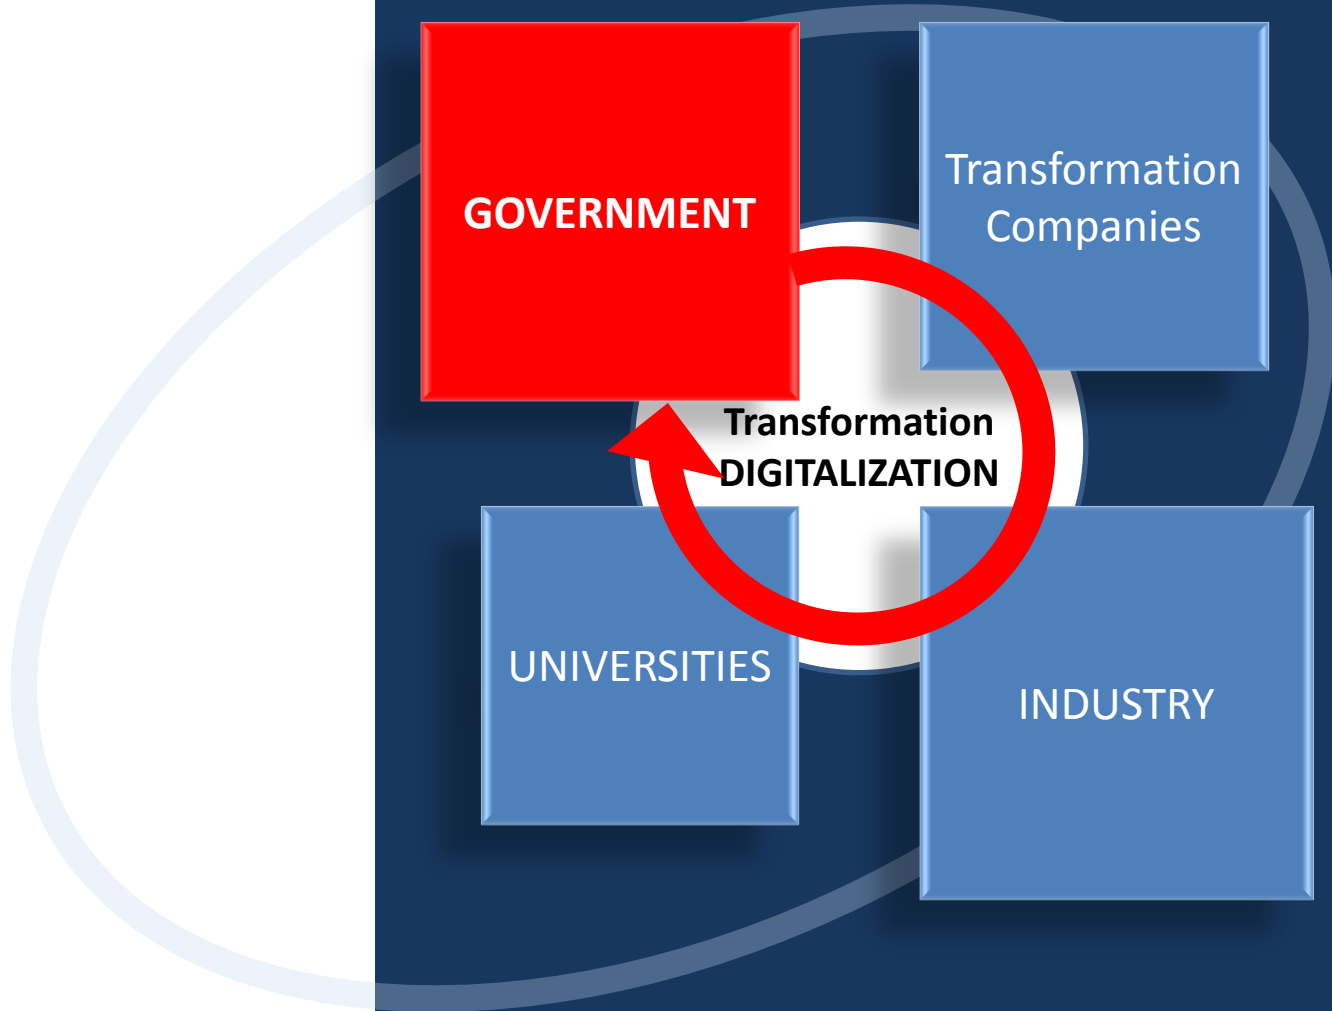 GOVERNMENT
Transformation
Companies
Transformation
DIGITALIZATION
UNIVERSITIES
INDUSTRY